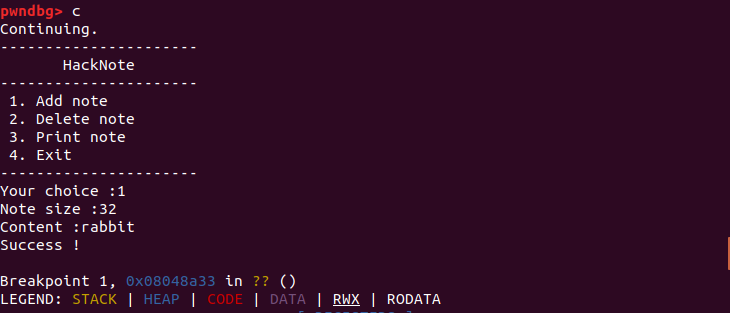 pwndbg> c
Continuing.
----------------------
HackNote
----------------------
1. Add note
2. Delete note
3. Print note
4. Exit
----------------------
Your choice :1
Note size :32
Content :rabbit
Success !
Breakpoint 1, 0x08048a33 in ?? ()
LEGEND: STACK | HEAP | CODE | DATA | RWX | RODATA